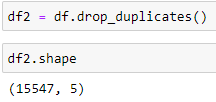 df2 = df.drop_duplicates()
df2.shape
(15547, 5)